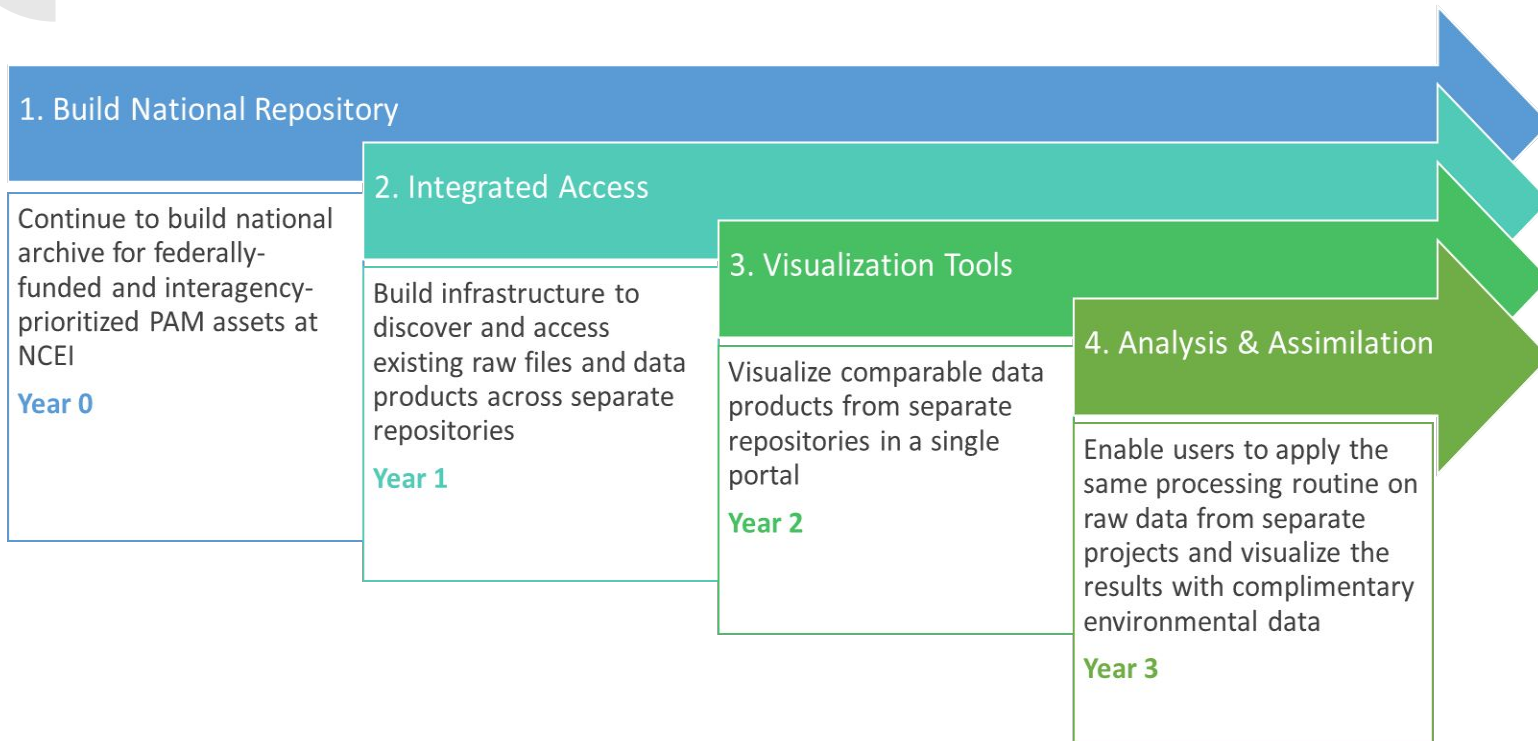 1. Build National Repository
Continue to build national
archive for federally-
funded and interagency-
prioritized PAM assets at
NCEI
Year 0
2. Integrated Access
Build infrastructure to
discover and access
existing raw files and data
products across separate
repositories
Year 1
3. Visualization Tools
Visualize comparable data
products from separate
repositories in a single
portal
Year 2
4. Analysis & Assimilation
Enable users to apply the
same processing routine on
raw data from separate
projects and visualize the
results with complimentary
environmental data
Year 3